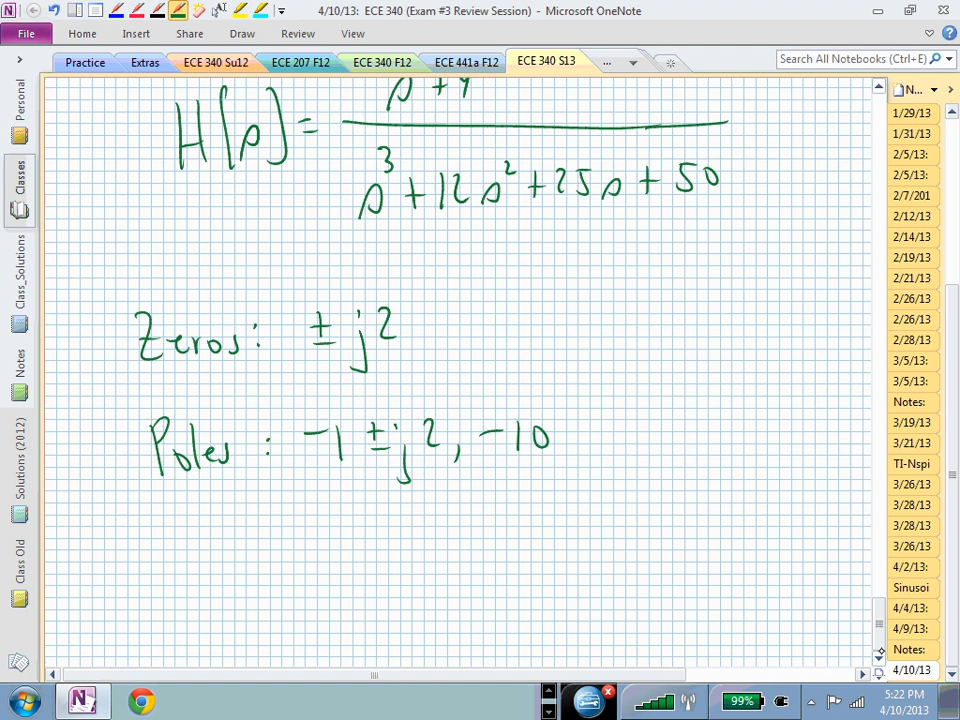 4/10/13: ECE 340 (Exam #3 Review Session) - Microsoft OneNote
File Home Insert Share Draw Review View
Practice Extras ECE 340 Su12 ECE 207 F12 ECE 340 F12 ECE 441a F12 ECE 340 S13 ... Search All Notebooks (Ctrl+E)
Personal
Classes
Class_Solutions
Notes
Solutions (2012)
Class Old
H(s) =
s³ + 12s² + 25s + 50
Zeros: ± j2
Poles: -1 ± j2, -10
N...
1/29/13
1/31/13
2/5/13:
2/5/13:
2/7/201
2/12/13
2/14/13
2/19/13
2/21/13
2/26/13
2/26/13
2/28/13
3/5/13:
3/5/13:
Notes:
3/19/13
3/21/13
TI-Nspi
3/26/13
3/28/13
3/28/13
3/26/13
4/2/13:
Sinusoi
4/4/13:
4/9/13:
Notes:
4/10/13
99%
5:22 PM
4/10/2013